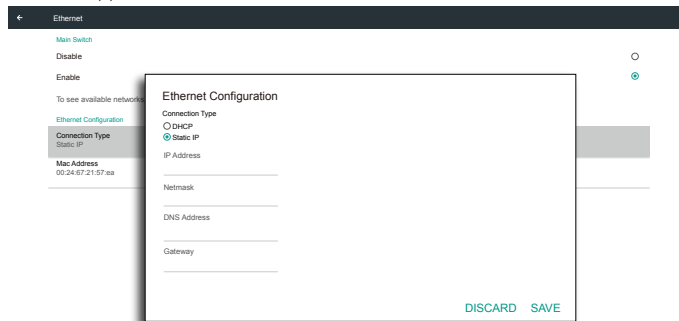 Ethernet
Main Switch
Disable
Enable
To see available networks
Ethernet Configuration
Connection Type
Static IP
Mac Address
00:24:67:21:57:ea
Ethernet Configuration
Connection Type
DHCP
Static IP
IP Address
Netmask
DNS Address
Gateway
DISCARD SAVE